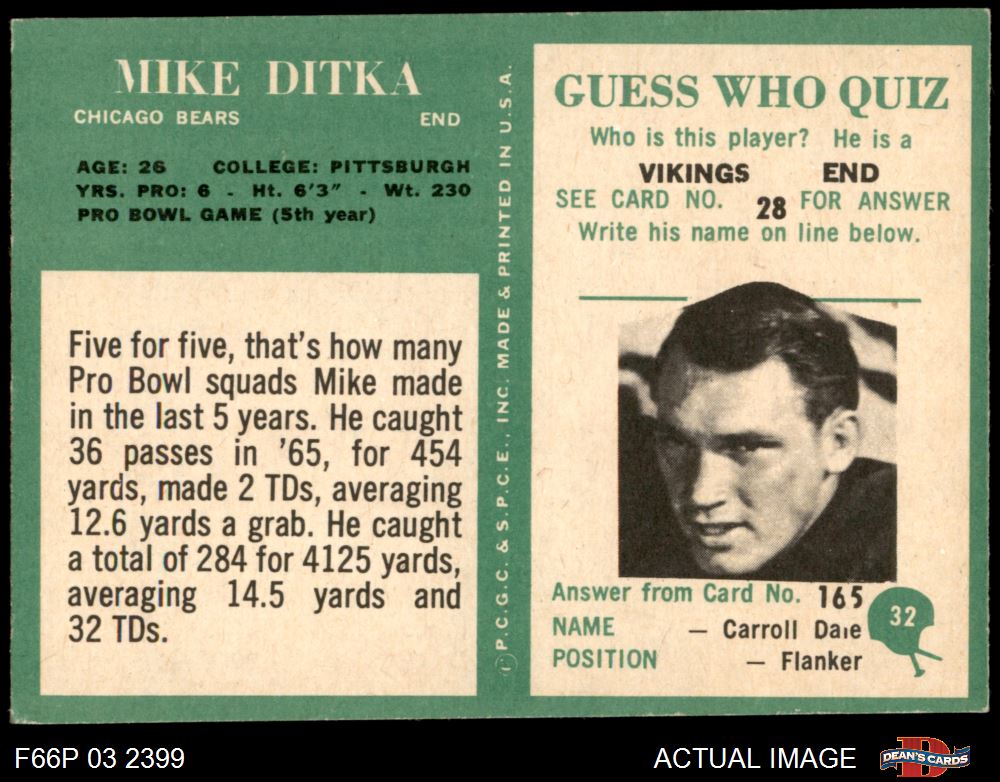 MIKE DITKA
CHICAGO BEARS END
AGE: 26 COLLEGE: PITTSBURGH
YRS. PRO: 6 - Ht. 6'3" - Wt. 230
PRO BOWL GAME (5th year)
Five for five, that's how many
Pro Bowl squads Mike made
in the last 5 years. He caught
36 passes in '65, for 454
yards, made 2 TDs, averaging
12.6 yards a grab. He caught
a total of 284 for 4125 yards,
averaging 14.5 yards and
32 TDs.
© P.C.G.C. & S.P.C.E., INC. MADE & PRINTED IN U.S.A.
GUESS WHO QUIZ
Who is this player? He is a
VIKINGS END
SEE CARD NO. 28 FOR ANSWER
Write his name on line below.
Answer from Card No. 165
NAME — Carroll Dale
POSITION — Flanker
32
F66P 03 2399
ACTUAL IMAGE
DEAN'S CARDS